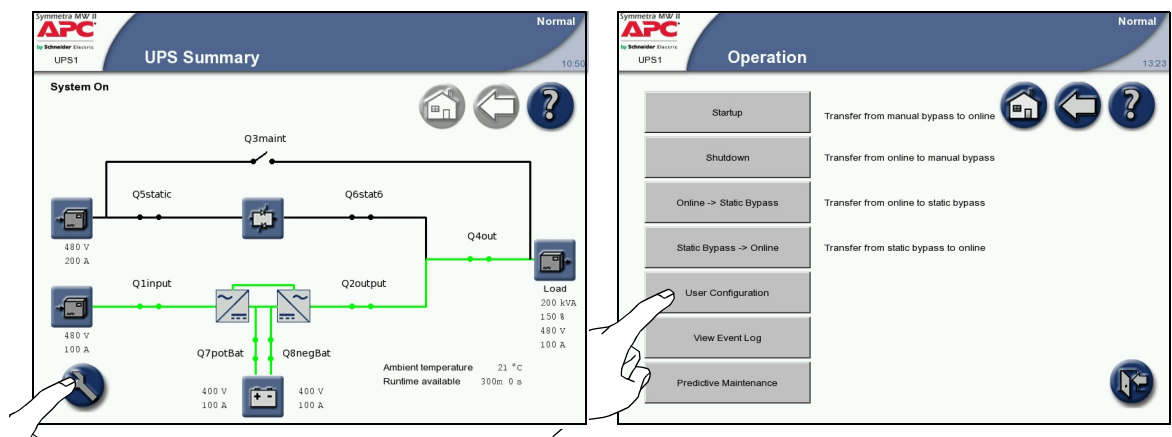 Symmetra MW II
APC
by Schneider Electric
UPS1
UPS Summary
Normal
10:50
System On
Q3maint
Q5static
Q6stat6
480 V
200 A
Q4out
Load
200 kVA
150 %
480 V
100 A
Q1input
Q2output
480 V
100 A
Q7potBat
Q8negBat
400 V
100 A
400 V
100 A
Ambient temperature 21 °C
Runtime available 300m 0 s
Symmetra MW II
APC
by Schneider Electric
UPS1
Operation
Normal
13:23
Startup
Transfer from manual bypass to online
Shutdown
Transfer from online to manual bypass
Online -> Static Bypass
Transfer from online to static bypass
Static Bypass -> Online
Transfer from static bypass to online
User Configuration
View Event Log
Predictive Maintenance